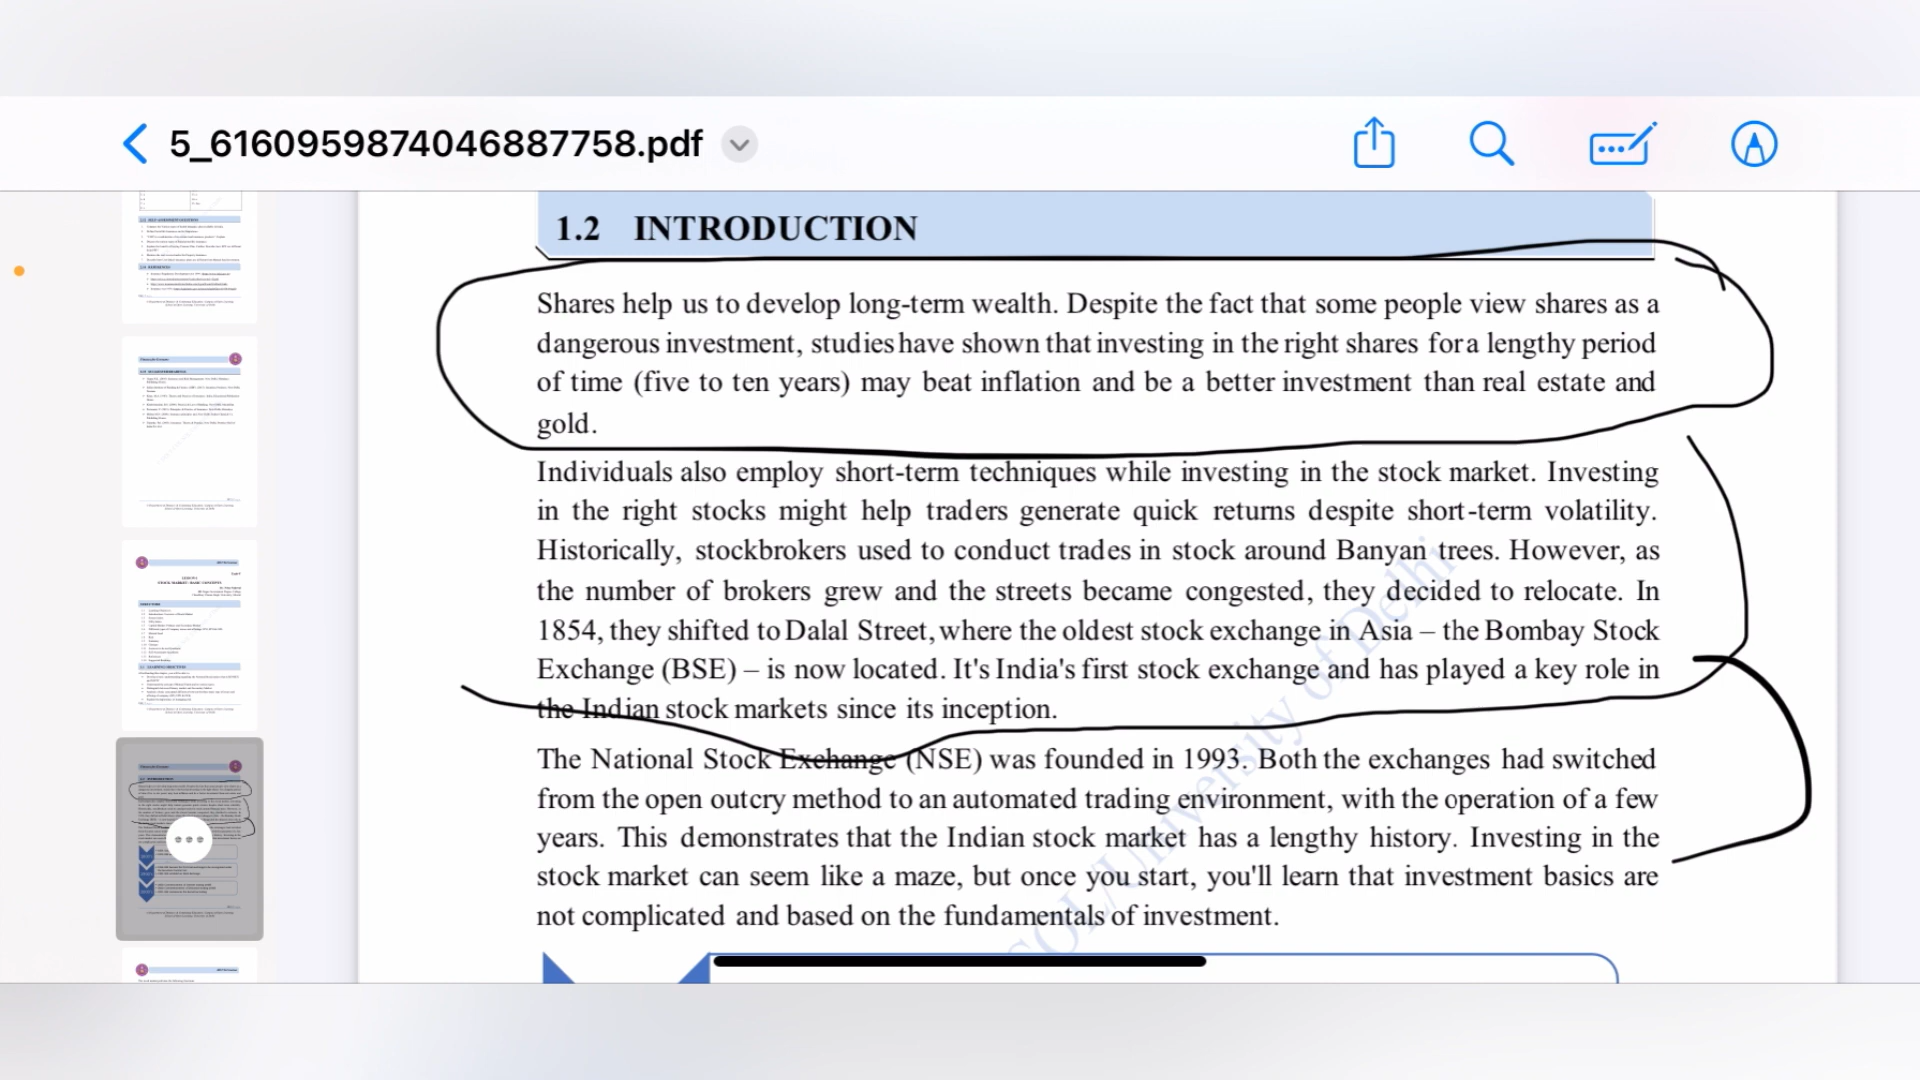 5_6160959874046887758.pdf
1.2 INTRODUCTION
Shares help us to develop long-term wealth. Despite the fact that some people view shares as a
dangerous investment, studies have shown that investing in the right shares for a lengthy period
of time (five to ten years) may beat inflation and be a better investment than real estate and
gold.
Individuals also employ short-term techniques while investing in the stock market. Investing
in the right stocks might help traders generate quick returns despite short-term volatility.
Historically, stockbrokers used to conduct trades in stock around Banyan trees. However, as
the number of brokers grew and the streets became congested, they decided to relocate. In
1854, they shifted to Dalal Street, where the oldest stock exchange in Asia – the Bombay Stock
Exchange (BSE) – is now located. It's India's first stock exchange and has played a key role in
the Indian stock markets since its inception.
The National Stock Exchange (NSE) was founded in 1993. Both the exchanges had switched
from the open outcry method to an automated trading environment, with the operation of a few
years. This demonstrates that the Indian stock market has a lengthy history. Investing in the
stock market can seem like a maze, but once you start, you'll learn that investment basics are
not complicated and based on the fundamentals of investment.
SOL/University of Delhi